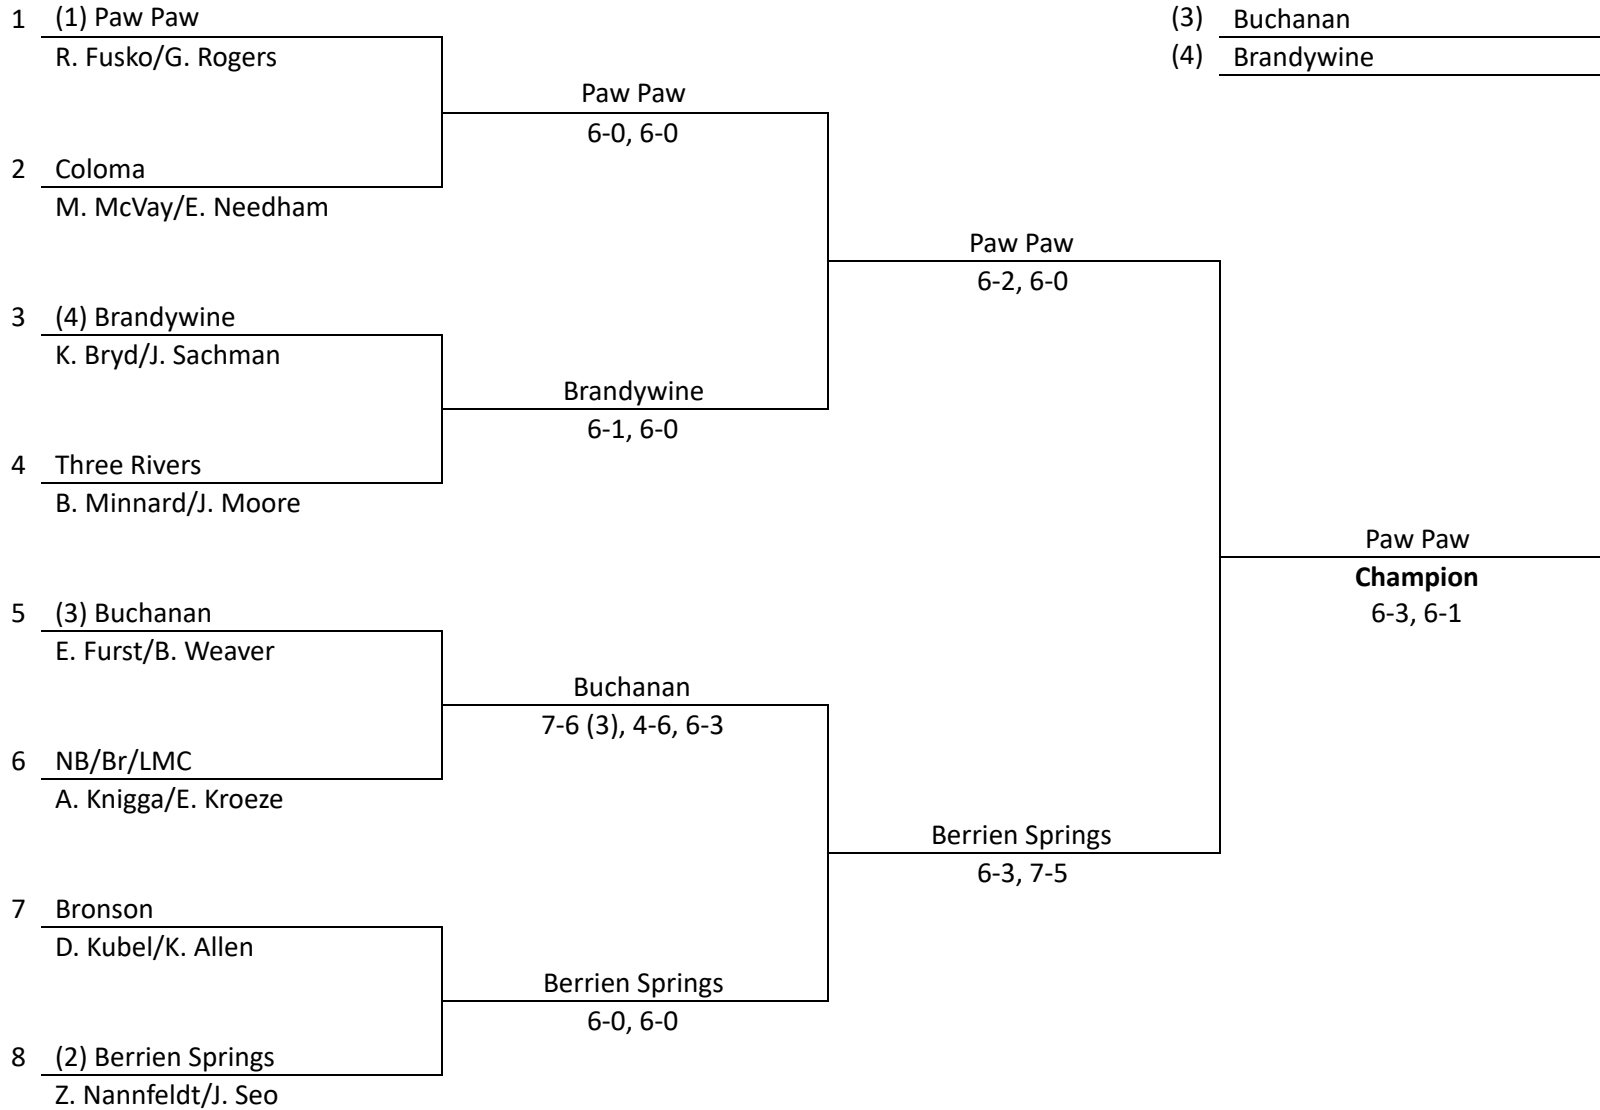 1 (1) Paw Paw
R. Fusko/G. Rogers
(3) Buchanan
(4) Brandywine
Paw Paw
6-0, 6-0
2 Coloma
M. McVay/E. Needham
Paw Paw
6-2, 6-0
3 (4) Brandywine
K. Bryd/J. Sachman
Brandywine
6-1, 6-0
4 Three Rivers
B. Minnard/J. Moore
Paw Paw
Champion
6-3, 6-1
5 (3) Buchanan
E. Furst/B. Weaver
Buchanan
7-6 (3), 4-6, 6-3
6 NB/Br/LMC
A. Knigga/E. Kroeze
Berrien Springs
6-3, 7-5
7 Bronson
D. Kubel/K. Allen
Berrien Springs
6-0, 6-0
8 (2) Berrien Springs
Z. Nannfeldt/J. Seo